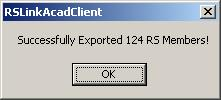 RSLinkAcadClient
Successfully Exported 124 RS Members!
OK